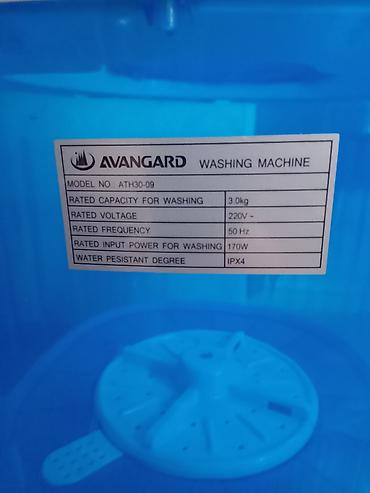 AVANGARD WASHING MACHINE
MODEL NO.: ATH30-09
RATED CAPACITY FOR WASHING 3.0kg
RATED VOLTAGE 220V~
RATED FREQUENCY 50 Hz
RATED INPUT POWER FOR WASHING 170W
WATER PESISTANT DEGREE IPX4